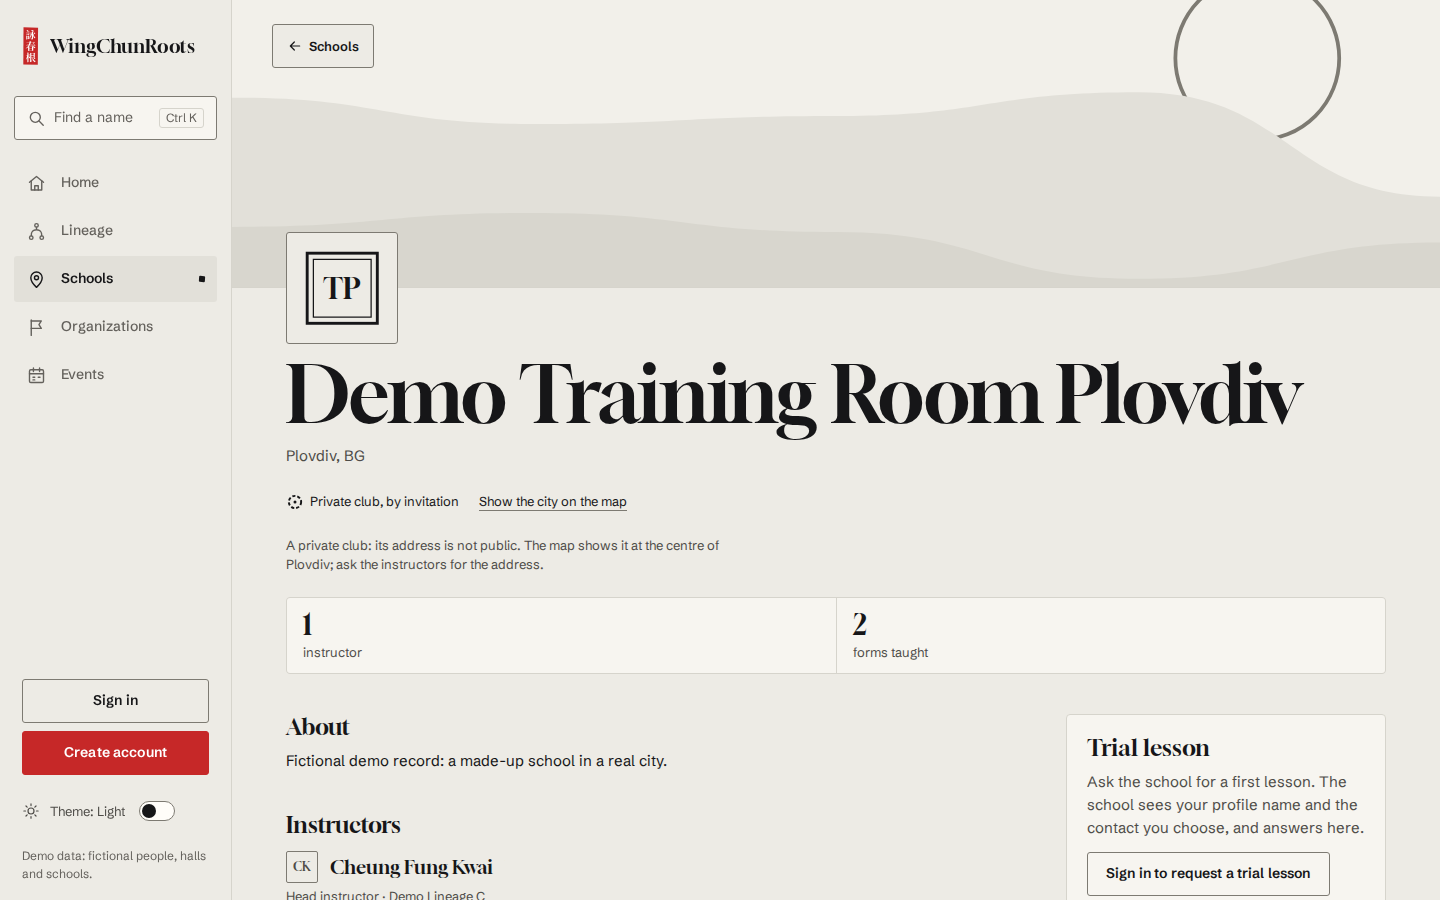 詠春根
WingChunRoots
Find a name
Ctrl K
Home
Lineage
Schools
Organizations
Events
Sign in
Create account
Theme: Light
Demo data: fictional people, halls
and schools.
Schools
TP
Demo Training Room Plovdiv
Plovdiv, BG
Private club, by invitation
Show the city on the map
A private club: its address is not public. The map shows it at the centre of
Plovdiv; ask the instructors for the address.
1
instructor
2
forms taught
About
Fictional demo record: a made-up school in a real city.
Instructors
CK
Cheung Fung Kwai
Head instructor · Demo Lineage C
Trial lesson
Ask the school for a first lesson. The
school sees your profile name and the
contact you choose, and answers here.
Sign in to request a trial lesson